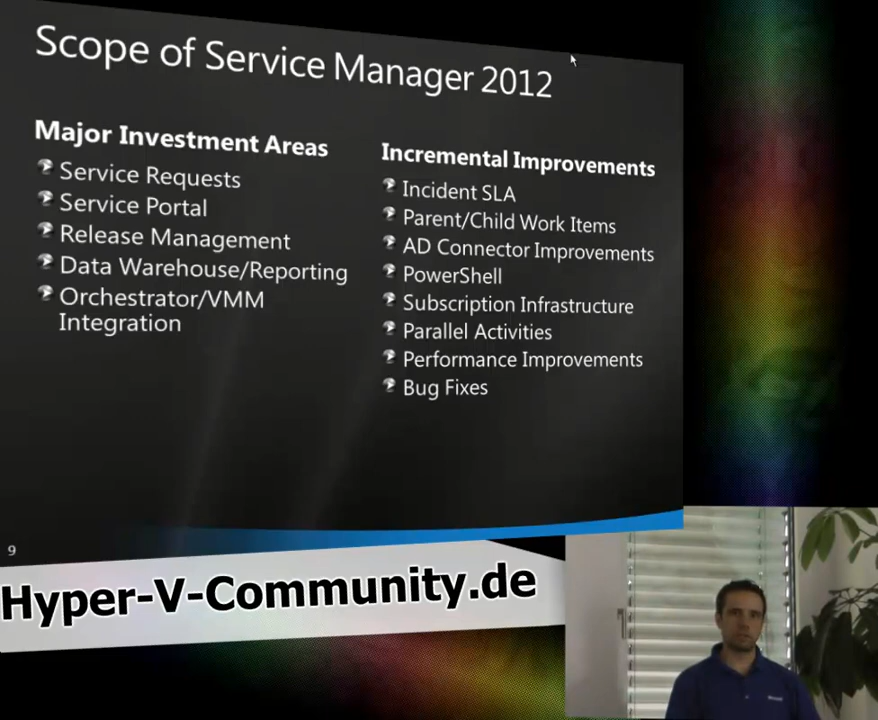 Scope of Service Manager 2012
Major Investment Areas
Service Requests
Service Portal
Release Management
Data Warehouse/Reporting
Orchestrator/VMM
Integration
Incremental Improvements
Incident SLA
Parent/Child Work Items
AD Connector Improvements
PowerShell
Subscription Infrastructure
Parallel Activities
Performance Improvements
Bug Fixes
9
Hyper-V-Community.de